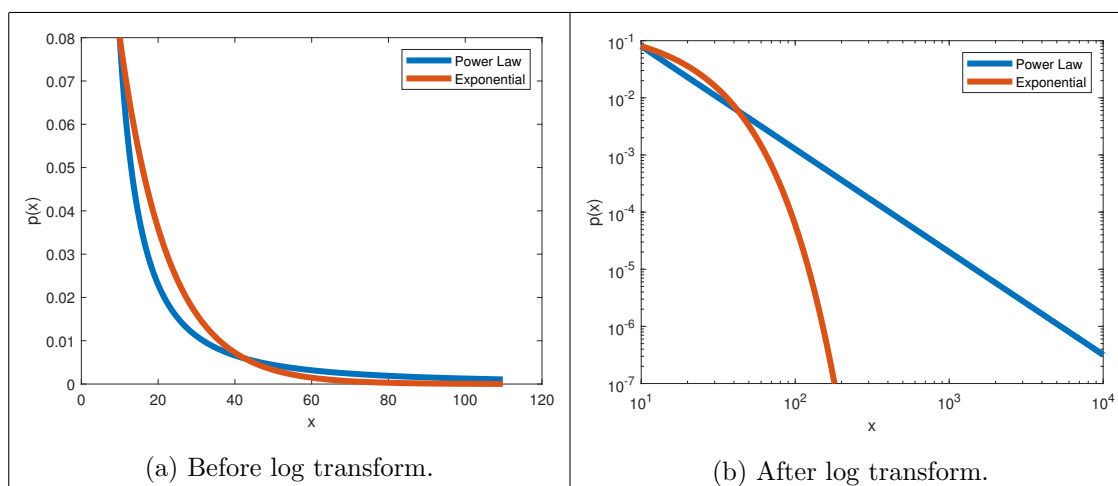 0.08
0.07
0.06
0.05
0.04
0.03
0.02
0.01
0
p(x)
Power Law
Exponential
0 20 40 60 80 100 120
x
(a) Before log transform.
10^-1
10^-2
10^-3
10^-4
10^-5
10^-6
10^-7
p(x)
Power Law
Exponential
10^1 10^2 10^3 10^4
x
(b) After log transform.